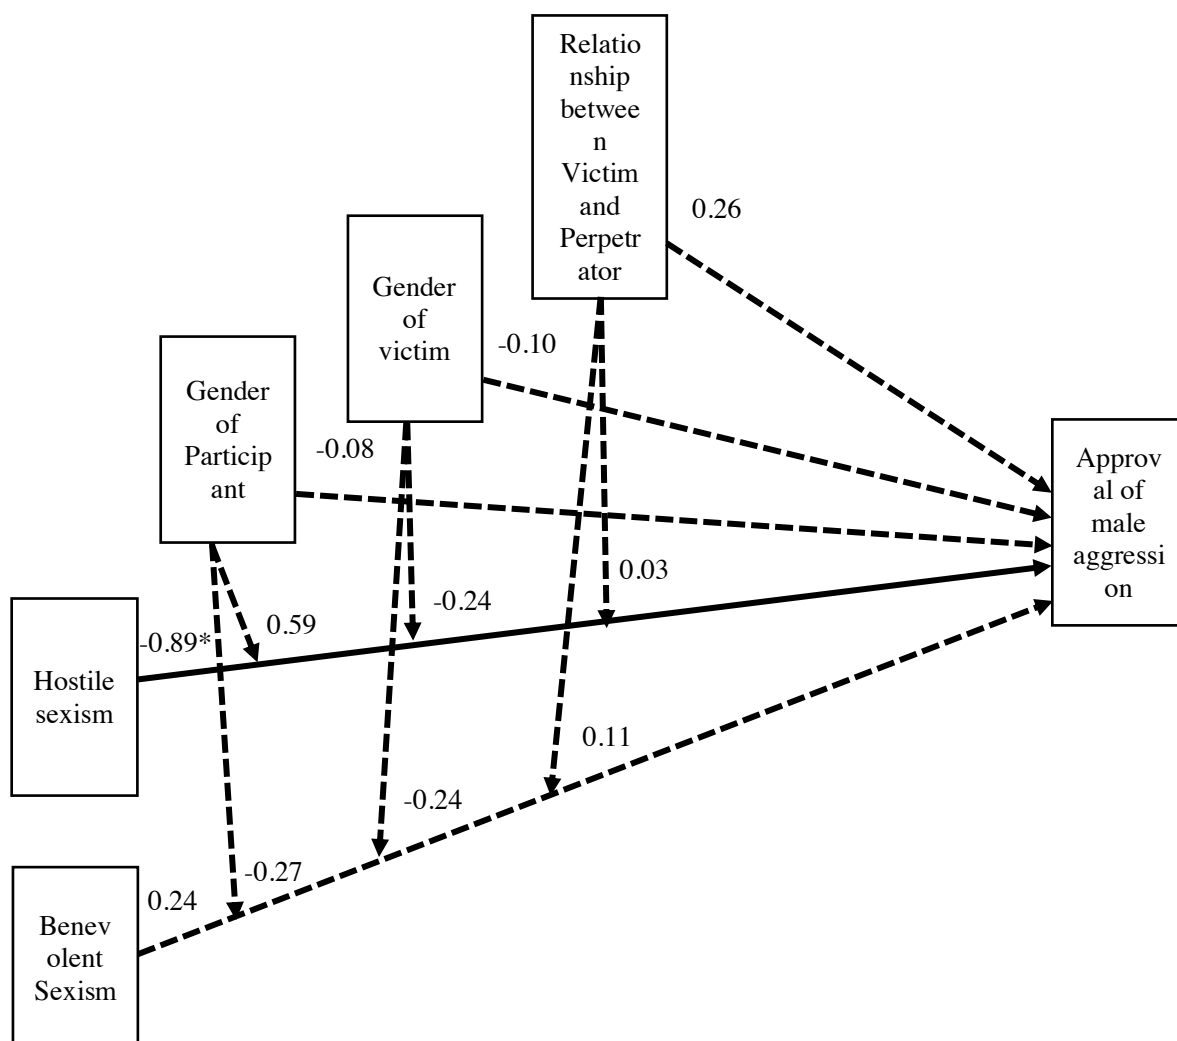 Relatio
nship
betwee
n
Victim
and
Perpetr
ator
0.26
Gender
of
victim
-0.10
Gender
of
Particip
ant
-0.08
Approv
al of
male
aggressi
on
0.03
-0.24
0.59
-0.89*
Hostile
sexism
0.11
-0.24
-0.27
0.24
Benev
olent
Sexism